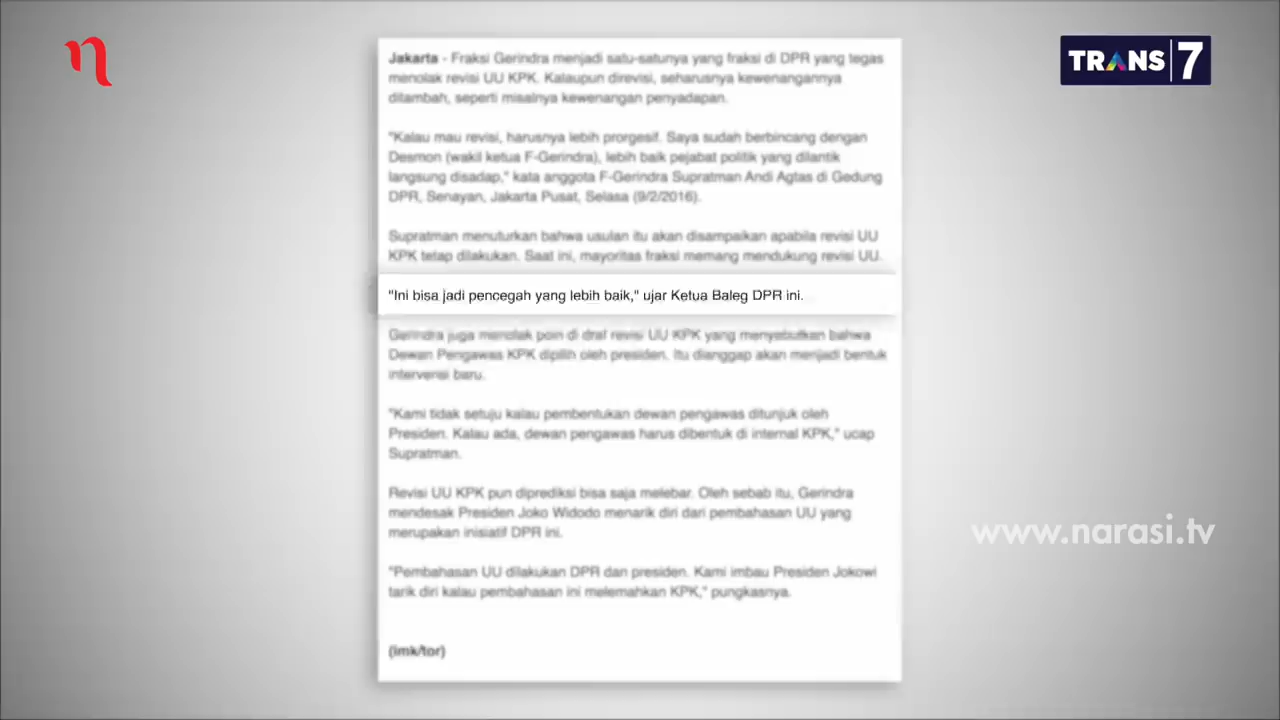 n
TRANS 7
Jakarta - Fraksi Gerindra menjadi satu-satunya yang fraksi di DPR yang tegas
menolak revisi UU KPK. Kalaupun direvisi, seharusnya kewenangannya
ditambah, seperti misalnya kewenangan penyadapan.
"Kalau mau revisi, harusnya lebih prorgesif. Saya sudah berbincang dengan
Desmon (wakil ketua F-Gerindra), lebih baik pejabat politik yang dilantik
langsung disadap," kata anggota F-Gerindra Supratman Andi Agtas di Gedung
DPR, Senayan, Jakarta Pusat, Selasa (9/2/2016).
Supratman menuturkan bahwa usulan itu akan disampaikan apabila revisi UU
KPK tetap dilakukan. Saat ini, mayoritas fraksi memang mendukung revisi UU.
"Ini bisa jadi pencegah yang lebih baik," ujar Ketua Baleg DPR ini.
Gerindra juga menolak poin di draf revisi UU KPK yang menyebutkan bahwa
Dewan Pengawas KPK dipilih oleh presiden. Itu dianggap akan menjadi bentuk
intervensi baru.
"Kami tidak setuju kalau pembentukan dewan pengawas ditunjuk oleh
Presiden. Kalau ada, dewan pengawas harus dibentuk di internal KPK," ucap
Supratman.
Revisi UU KPK pun diprediksi bisa saja melebar. Oleh sebab itu, Gerindra
mendesak Presiden Joko Widodo menarik diri dari pembahasan UU yang
merupakan inisiatif DPR ini.
"Pembahasan UU dilakukan DPR dan presiden. Kami imbau Presiden Jokowi
tarik diri kalau pembahasan ini melemahkan KPK," pungkasnya.
(imk/tor)
www.narasi.tv